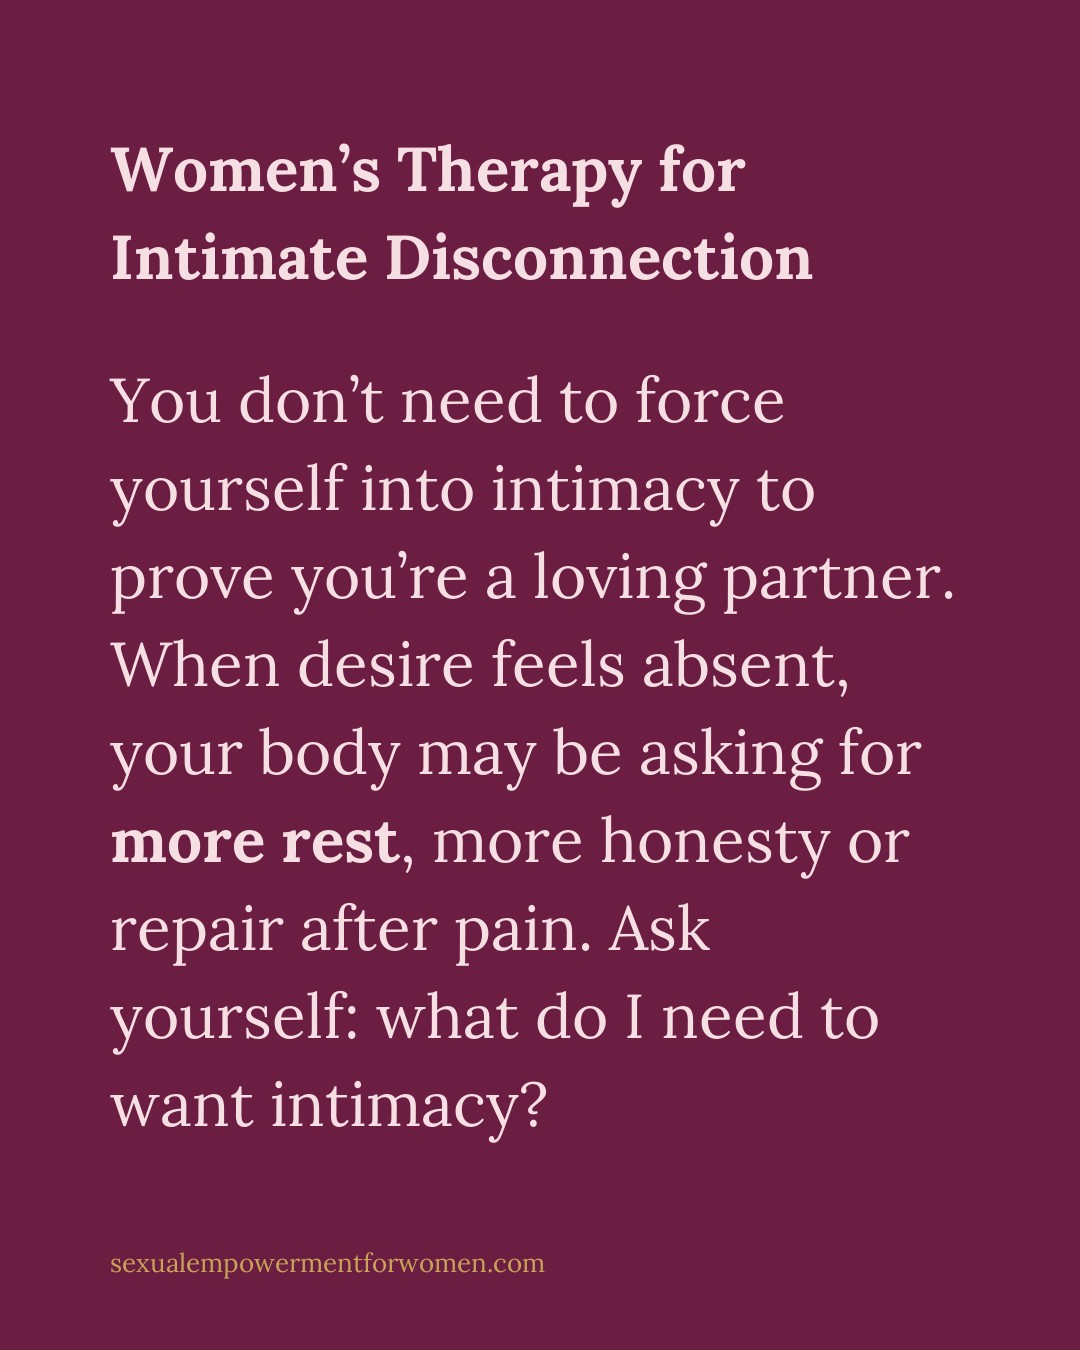 Women’s Therapy for
Intimate Disconnection
You don’t need to force
yourself into intimacy to
prove you’re a loving partner.
When desire feels absent,
your body may be asking for
more rest, more honesty or
repair after pain. Ask
yourself: what do I need to
want intimacy?
sexualempowermentforwomen.com